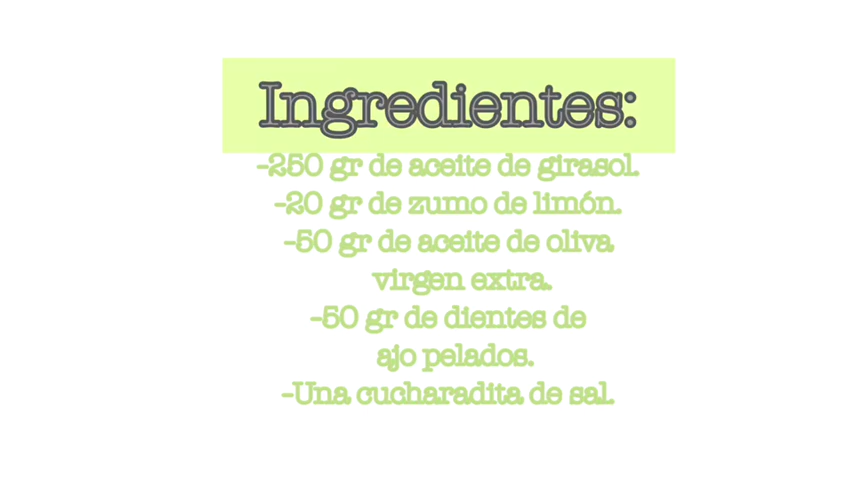 Ingredientes:
-250 gr de aceite de girasol.
-20 gr de zumo de limón.
-50 gr de aceite de oliva
virgen extra.
-50 gr de dientes de
ajo pelados.
-Una cucharadita de sal.